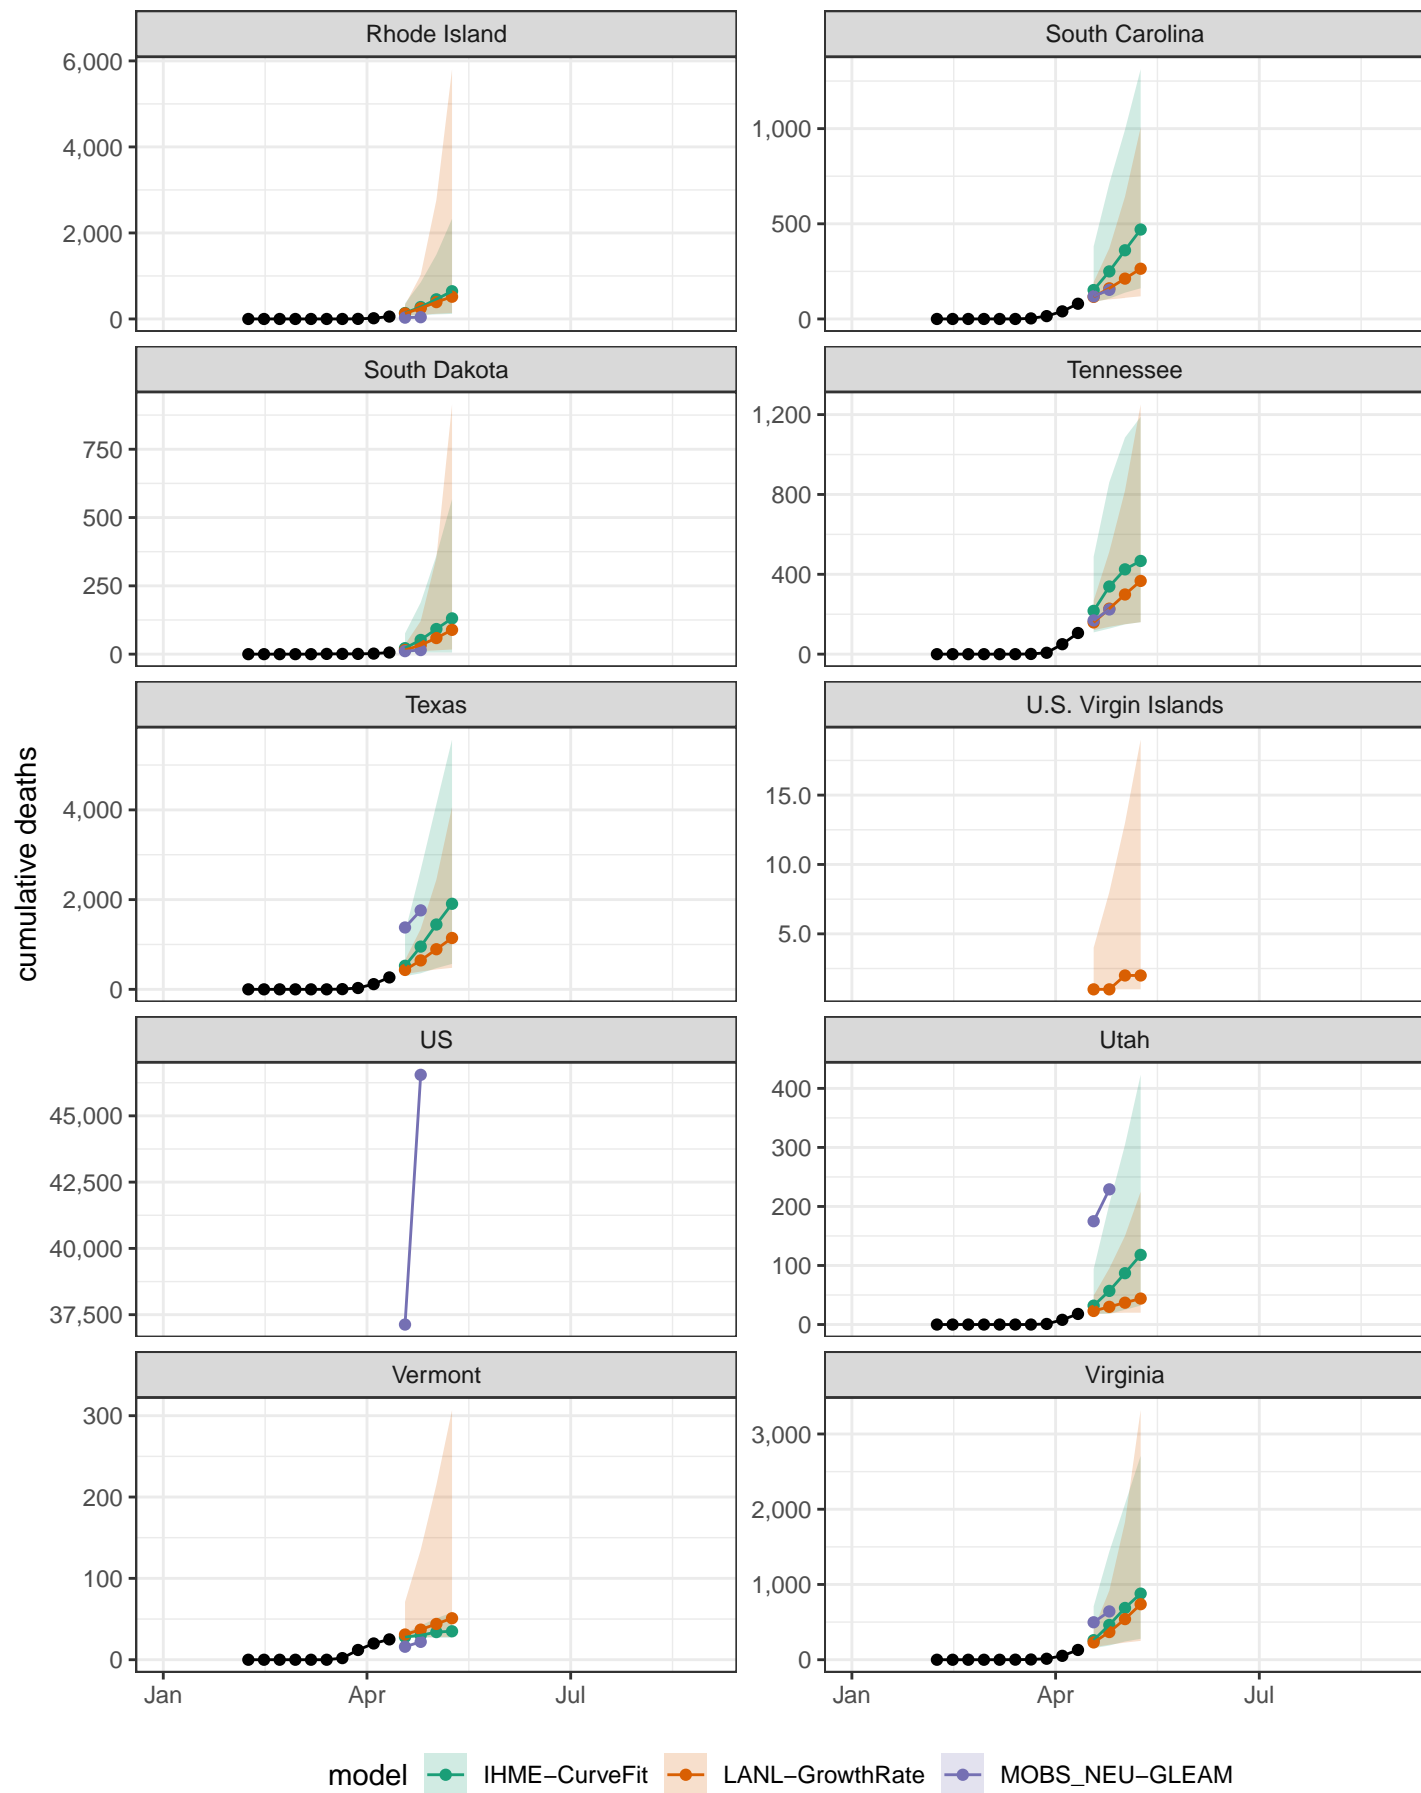 Rhode Island
South Carolina
6,000
4,000
2,000
0
1,000
500
0
South Dakota
Tennessee
750
500
250
0
1,200
800
400
0
Texas
U.S. Virgin Islands
4,000
2,000
0
15.0
10.0
5.0
cumulative deaths
US
Utah
45,000
42,500
40,000
37,500
400
300
200
100
0
Vermont
Virginia
300
200
100
0
3,000
2,000
1,000
0
Jan Apr Jul
Jan Apr Jul
model IHME−CurveFit LANL−GrowthRate MOBS_NEU−GLEAM